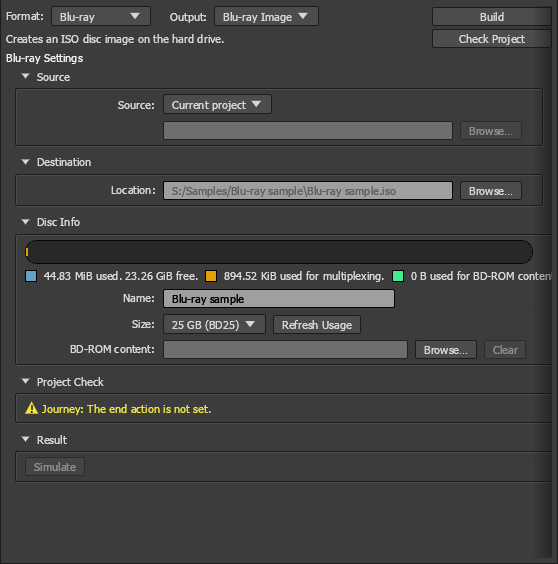 Format: Blu-ray Output: Blu-ray Image Build
Creates an ISO disc image on the hard drive. Check Project
Blu-ray Settings
Source
Source: Current project
Browse...
Destination
Location: S:/Samples/Blu-ray sample\Blu-ray sample.iso Browse...
Disc Info
44.83 MiB used. 23.26 GiB free. 894.52 KiB used for multiplexing. 0 B used for BD-ROM content
Name: Blu-ray sample
Size: 25 GB (BD25) Refresh Usage
BD-ROM content: Browse... Clear
Project Check
Journey: The end action is not set.
Result
Simulate